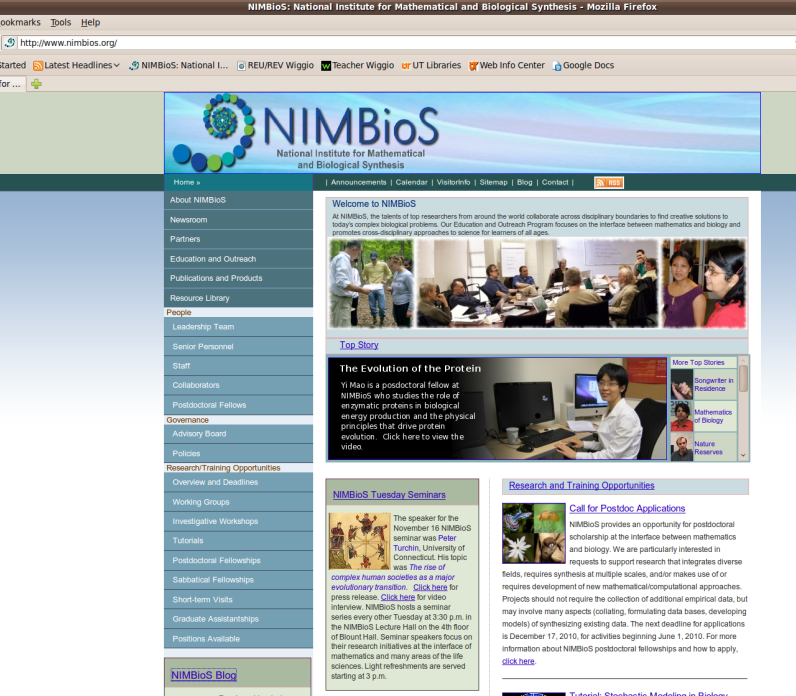 NIMBioS: National Institute for Mathematical and Biological Synthesis - Mozilla Firefox
ookmarks Tools Help
http://www.nimbios.org/
Started Latest Headlines NIMBioS: National I... REU/REV Wiggio Teacher Wiggio UT Libraries Web Info Center Google Docs
for ...
NIMBioS
National Institute for Mathematical
and Biological Synthesis
Home »
| Announcements | Calendar | VisitorInfo | Sitemap | Blog | Contact |
RSS
About NIMBioS
Newsroom
Partners
Education and Outreach
Publications and Products
Resource Library
People
Leadership Team
Senior Personnel
Staff
Collaborators
Postdoctoral Fellows
Governance
Advisory Board
Policies
Research/Training Opportunities
Overview and Deadlines
Working Groups
Investigative Workshops
Tutorials
Postdoctoral Fellowships
Sabbatical Fellowships
Short-term Visits
Graduate Assistantships
Positions Available
NIMBioS Blog
Welcome to NIMBioS
At NIMBioS, the talents of top researchers from around the world collaborate across disciplinary boundaries to find creative solutions to
today's complex biological problems. Our Education and Outreach Program focuses on the interface between mathematics and biology and
promotes cross-disciplinary approaches to science for learners of all ages.
Top Story
The Evolution of the Protein
Yi Mao is a posdoctoral fellow at
NIMBioS who studies the role of
enzymatic proteins in biological
energy production and the physical
principles that drive protein
evolution. Click here to view the
video.
More Top Stories
Songwriter in
Residence
Mathematics
of Biology
Nature
Reserves
NIMBioS Tuesday Seminars
The speaker for the
November 16 NIMBioS
seminar was Peter
Turchin, University of
Connecticut. His topic
was The rise of
complex human societies as a major
evolutionary transition. Click here for
press release. Click here for video
interview. NIMBioS hosts a seminar
series every other Tuesday at 3:30 p.m. in
the NIMBioS Lecture Hall on the 4th floor
of Blount Hall. Seminar speakers focus on
their research initiatives at the interface of
mathematics and many areas of the life
sciences. Light refreshments are served
starting at 3 p.m.
Research and Training Opportunities
Call for Postdoc Applications
NIMBioS provides an opportunity for postdoctoral
scholarship at the interface between mathematics
and biology. We are particularly interested in
requests to support research that integrates diverse
fields, requires synthesis at multiple scales, and/or makes use of or
requires development of new mathematical/computational approaches.
Projects should not require the collection of additional empirical data, but
may involve many aspects (collating, formulating data bases, developing
models) of synthesizing existing data. The next deadline for applications
is December 17, 2010, for activities beginning June 1, 2010. For more
information about NIMBioS postdoctoral fellowships and how to apply,
click here.
Tutorial: Stochastic Modeling in Biology